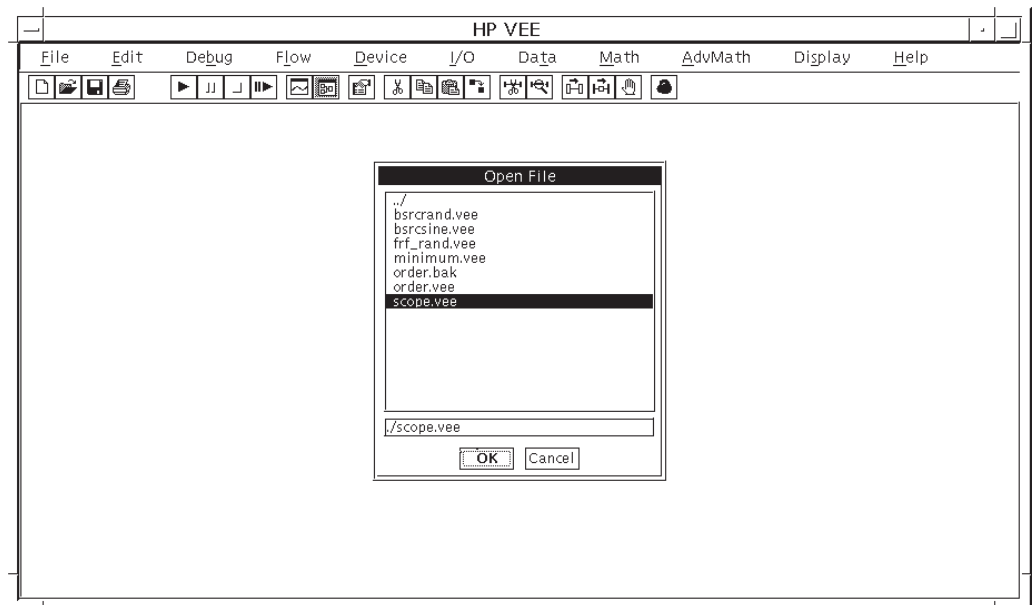 HP VEE
File Edit Debug Flow Device I/O Data Math AdvMath Display Help
Open File
../
bsrcrand.vee
bsrcsine.vee
frf_rand.vee
minimum.vee
order.bak
order.vee
scope.vee
./scope.vee
OK Cancel